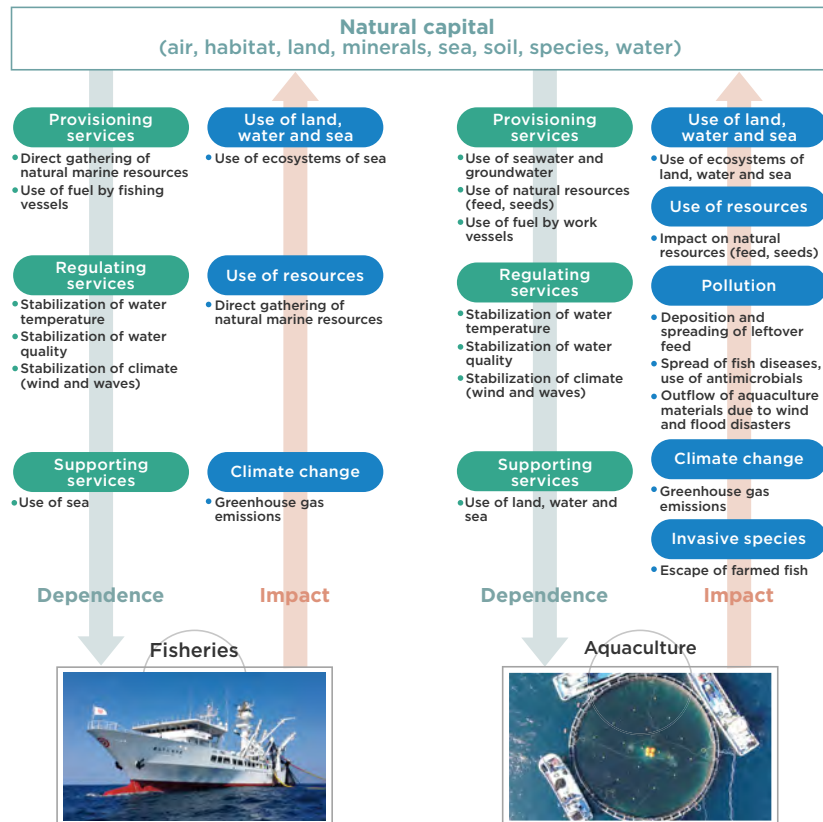 Natural capital
(air, habitat, land, minerals, sea, soil, species, water)
Provisioning
services
• Direct gathering of
natural marine resources
• Use of fuel by fishing
vessels
Regulating
services
• Stabilization of water
temperature
• Stabilization of water
quality
• Stabilization of climate
(wind and waves)
Supporting
services
• Use of sea
Dependence
Use of land,
water and sea
• Use of ecosystems of sea
Use of resources
• Direct gathering of
natural marine resources
Climate change
• Greenhouse gas
emissions
Impact
Fisheries
Provisioning
services
• Use of seawater and
groundwater
• Use of natural resources
(feed, seeds)
• Use of fuel by work
vessels
Regulating
services
• Stabilization of water
temperature
• Stabilization of water
quality
• Stabilization of climate
(wind and waves)
Supporting
services
• Use of land, water and
sea
Dependence
Use of land,
water and sea
• Use of ecosystems of
land, water and sea
Use of resources
• Impact on natural
resources (feed, seeds)
Pollution
• Deposition and
spreading of leftover
feed
• Spread of fish diseases,
use of antimicrobials
• Outflow of aquaculture
materials due to wind
and flood disasters
Climate change
• Greenhouse gas
emissions
Invasive species
• Escape of farmed fish
Impact
Aquaculture